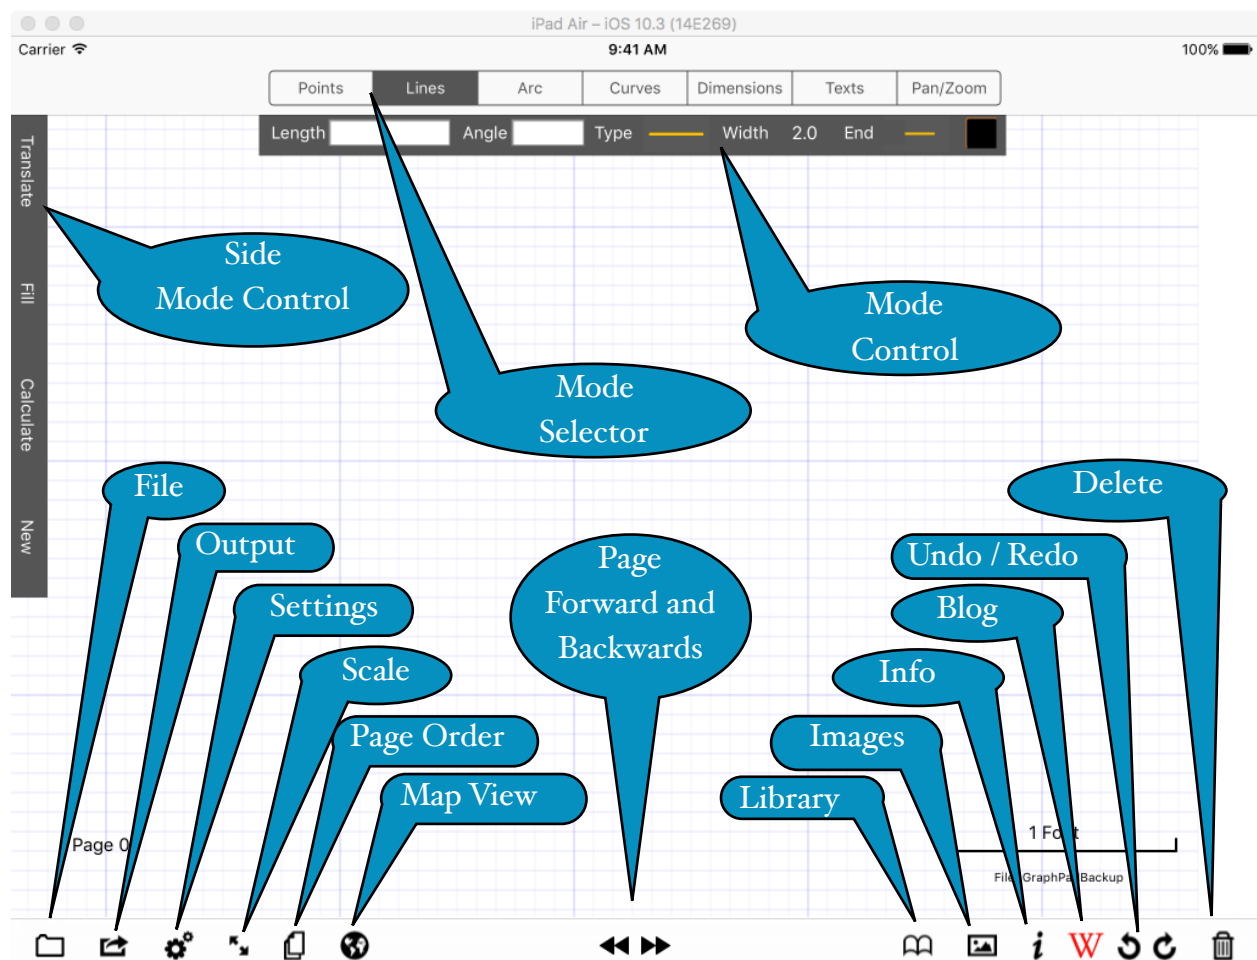 iPad Air – iOS 10.3 (14E269)
Carrier 9:41 AM 100%
Points Lines Arc Curves Dimensions Texts Pan/Zoom
Length Angle Type Width 2.0 End
Translate
Fill
Calculate
New
Side
Mode Control
Mode
Control
Mode
Selector
File
Delete
Output
Undo / Redo
Page
Forward and
Backwards
Settings
Blog
Scale
Info
Page Order
Images
Map View
Library
Page 0
1 Foot
File GraphPad Backup
W